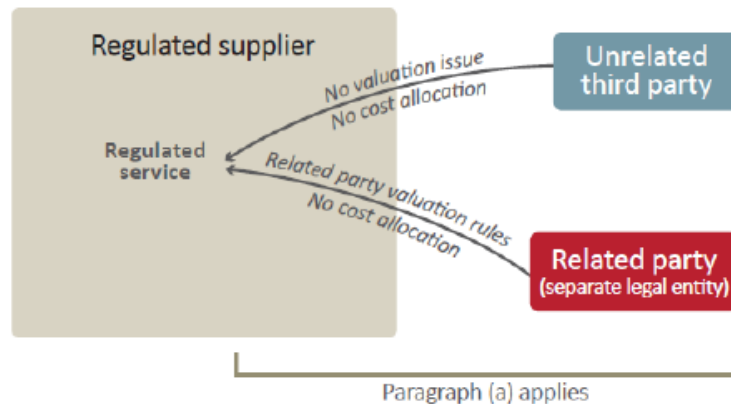 Regulated supplier
Unrelated
third party
No valuation issue
No cost allocation
Regulated
service
Related party valuation rules
No cost allocation
Related party
(separate legal entity)
Paragraph (a) applies